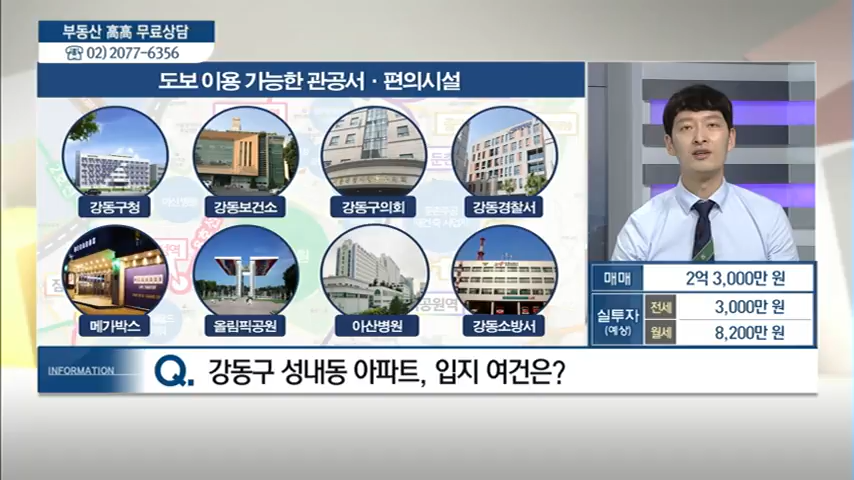 부동산 高高 무료상담
☎ 02) 2077-6356
도보 이용 가능한 관공서 · 편의시설
강동구청
강동보건소
강동구의회
강동경찰서
메가박스
올림픽공원
아산병원
강동소방서
매매 2억 3,000만 원
실투자 (예상)
전세 3,000만 원
월세 8,200만 원
INFORMATION
Q. 강동구 성내동 아파트, 입지 여건은?